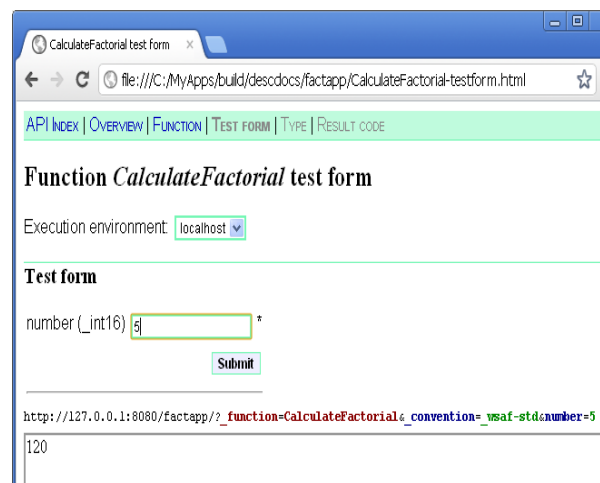 CalculateFactorial test form
file:///C:/MyApps/build/descdocs/factapp/CalculateFactorial-testform.html
API Index | Overview | Function | Test form | Type | Result code
Function CalculateFactorial test form
Execution environment: localhost
Test form
number (_int16) 5 *
Submit
http://127.0.0.1:8080/factapp/?_function=CalculateFactorial&_convention=_wsaf-std&number=5
120